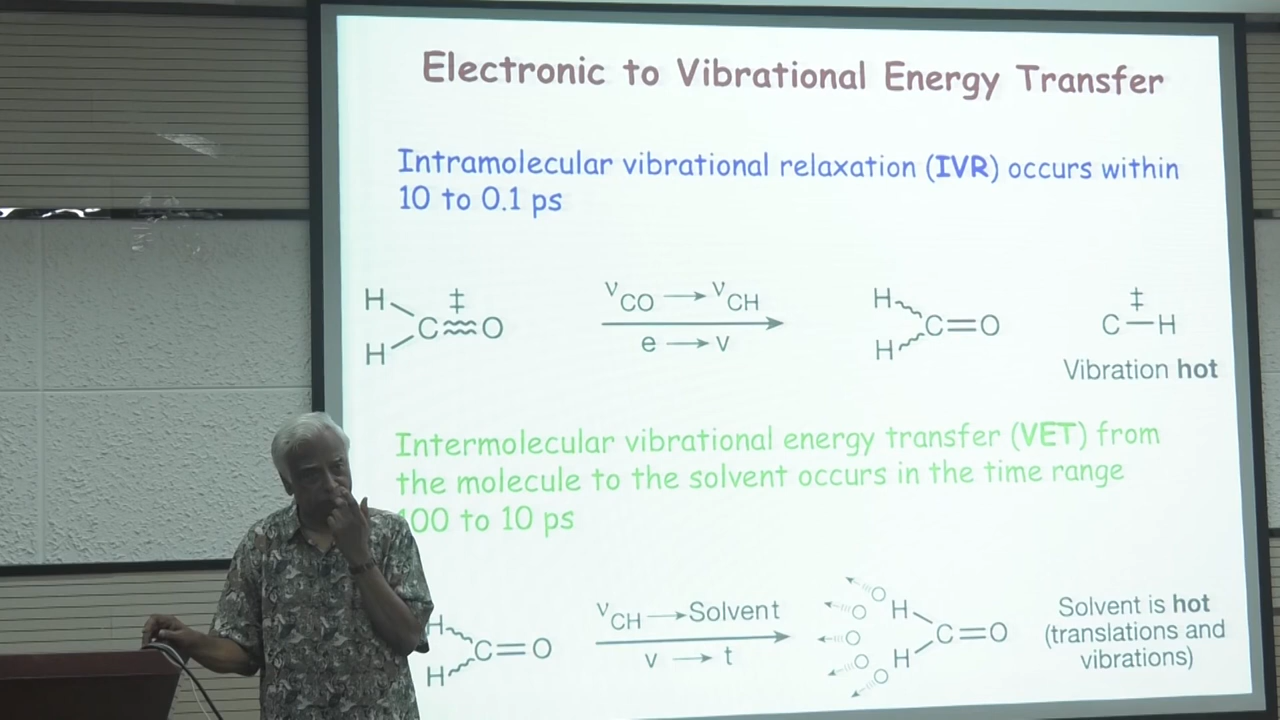 Electronic to Vibrational Energy Transfer
Intramolecular vibrational relaxation (IVR) occurs within
10 to 0.1 ps
H
H
C
‡
O
νCO → νCH
e → v
H
H
C=O
‡
C—H
Vibration hot
Intermolecular vibrational energy transfer (VET) from
the molecule to the solvent occurs in the time range
100 to 10 ps
H
H
C=O
νCH → Solvent
v → t
H
H
C=O
Solvent is hot
(translations and
vibrations)